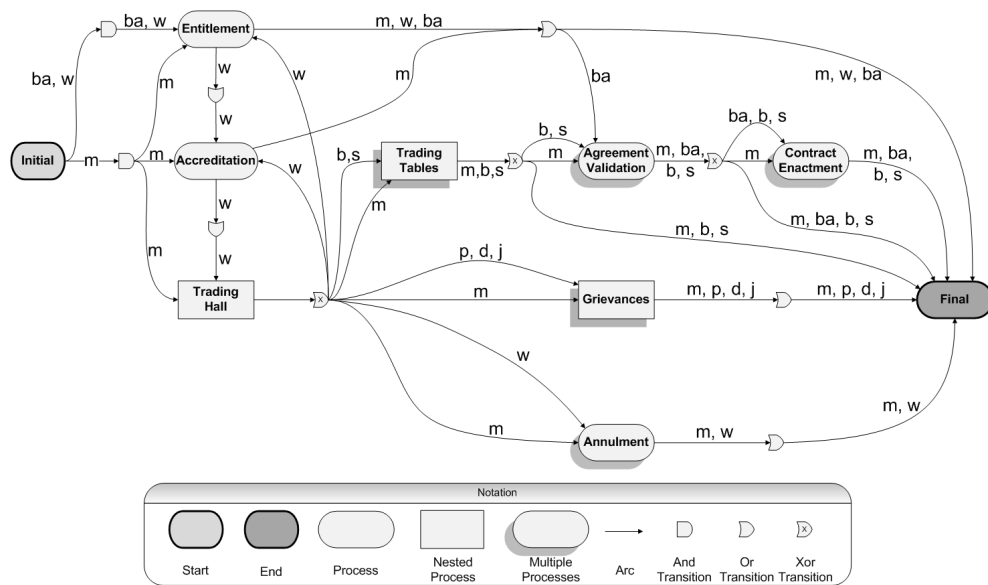 ba, w
Entitlement
m, w, ba
ba, w
m
w
m
w
ba
m, w, ba
w
Initial
m
m
Accreditation
b,s
w
Trading
Tables
m
m,b,s
b, s
x
m
Agreement
Validation
m, ba,
b, s
x
ba, b, s
m
Contract
Enactment
m, ba,
b, s
m
w
w
Trading
Hall
x
p, d, j
m
Grievances
m, p, d, j
m, p, d, j
m, b, s
m, ba, b, s
Final
w
m
Annulment
m, w
m, w
Notation
Start
End
Process
Nested
Process
Multiple
Processes
Arc
And
Transition
Or
Transition
x
Xor
Transition